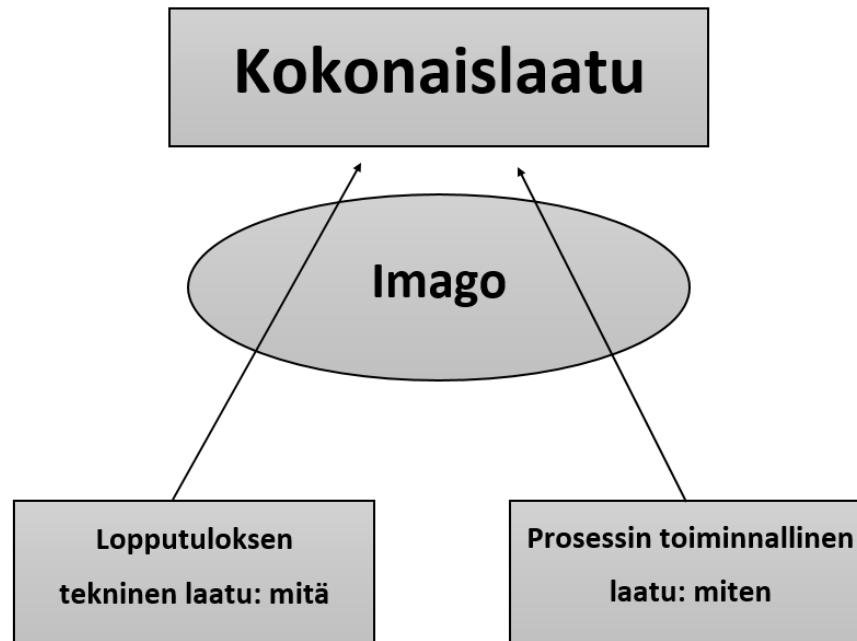 Kokonaislaatu
Imago
Lopputuloksen
tekninen laatu: mitä
Prosessin toiminnallinen
laatu: miten